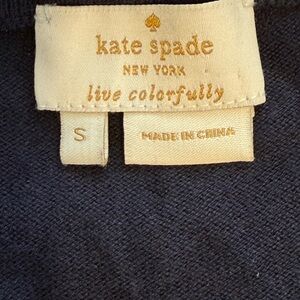 kate spade
NEW YORK
live colorfully
S
MADE IN CHINA